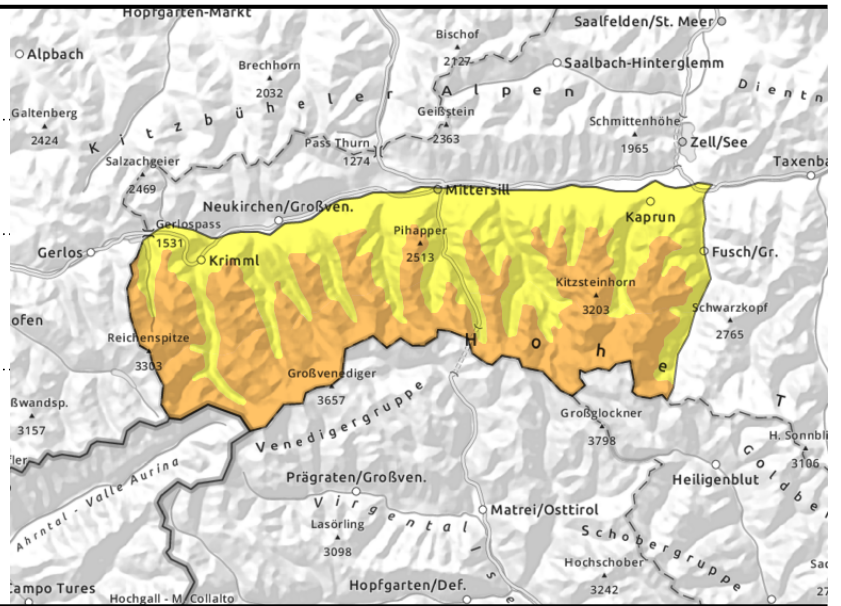 Hopfgarten-Markt
Saalfelden/St. Meer
Alpbach
Bischof
2127
Brechhorn
2032
Saalbach-Hinterglemm
Kitzbüheler Alpen
Dientn
Galtenberg
2424
Geißstein
2363
Schmittenhöhe
1965
Pass Thurn
1274
Zell/See
Salzachgeier
2469
Taxenba
Mittersill
Neukirchen/Großven.
Kaprun
Gerlospass
1531
Pihapper
2513
Gerlos
Krimml
Fusch/Gr.
Kitzsteinhorn
3203
Schwarzkopf
2765
ofen
Reichenspitze
3303
Hohe
T
Großvenediger
3657
ßwandsp.
3157
Großglockner
3798
Venedigergruppe
H. Sonnbli
3106
fler
Goldber
Ahrntal - Valle Aurina
Prägraten/Großven.
Heiligenblut
Virgental
Matrei/Osttirol
Isel
Lasörling
3098
Schobergruppe
Hochschober
3242
Sad
27
Campo Tures
Hochgall - M. Collalto
Hopfgarten/Def.